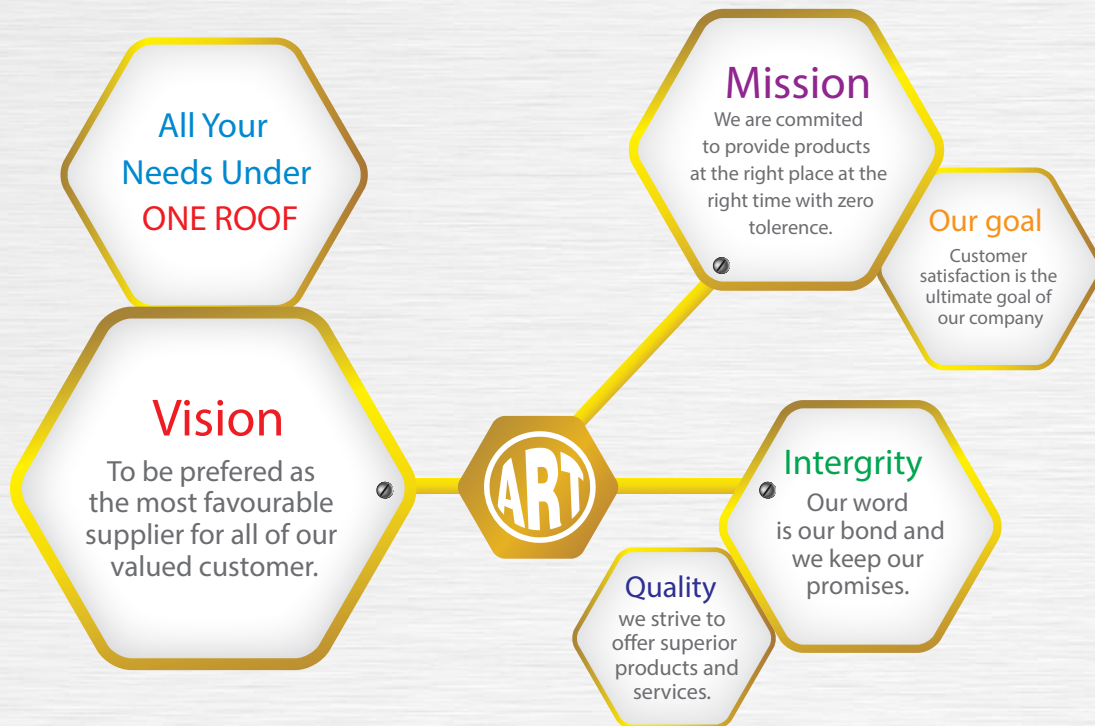 All Your
Needs Under
ONE ROOF
Vision
To be prefered as
the most favourable
supplier for all of our
valued customer.
ART
Mission
We are commited
to provide products
at the right place at the
right time with zero
tolerence.
Our goal
Customer
satisfaction is the
ultimate goal of
our company
Intergrity
Our word
is our bond and
we keep our
promises.
Quality
we strive to
offer superior
products and
services.